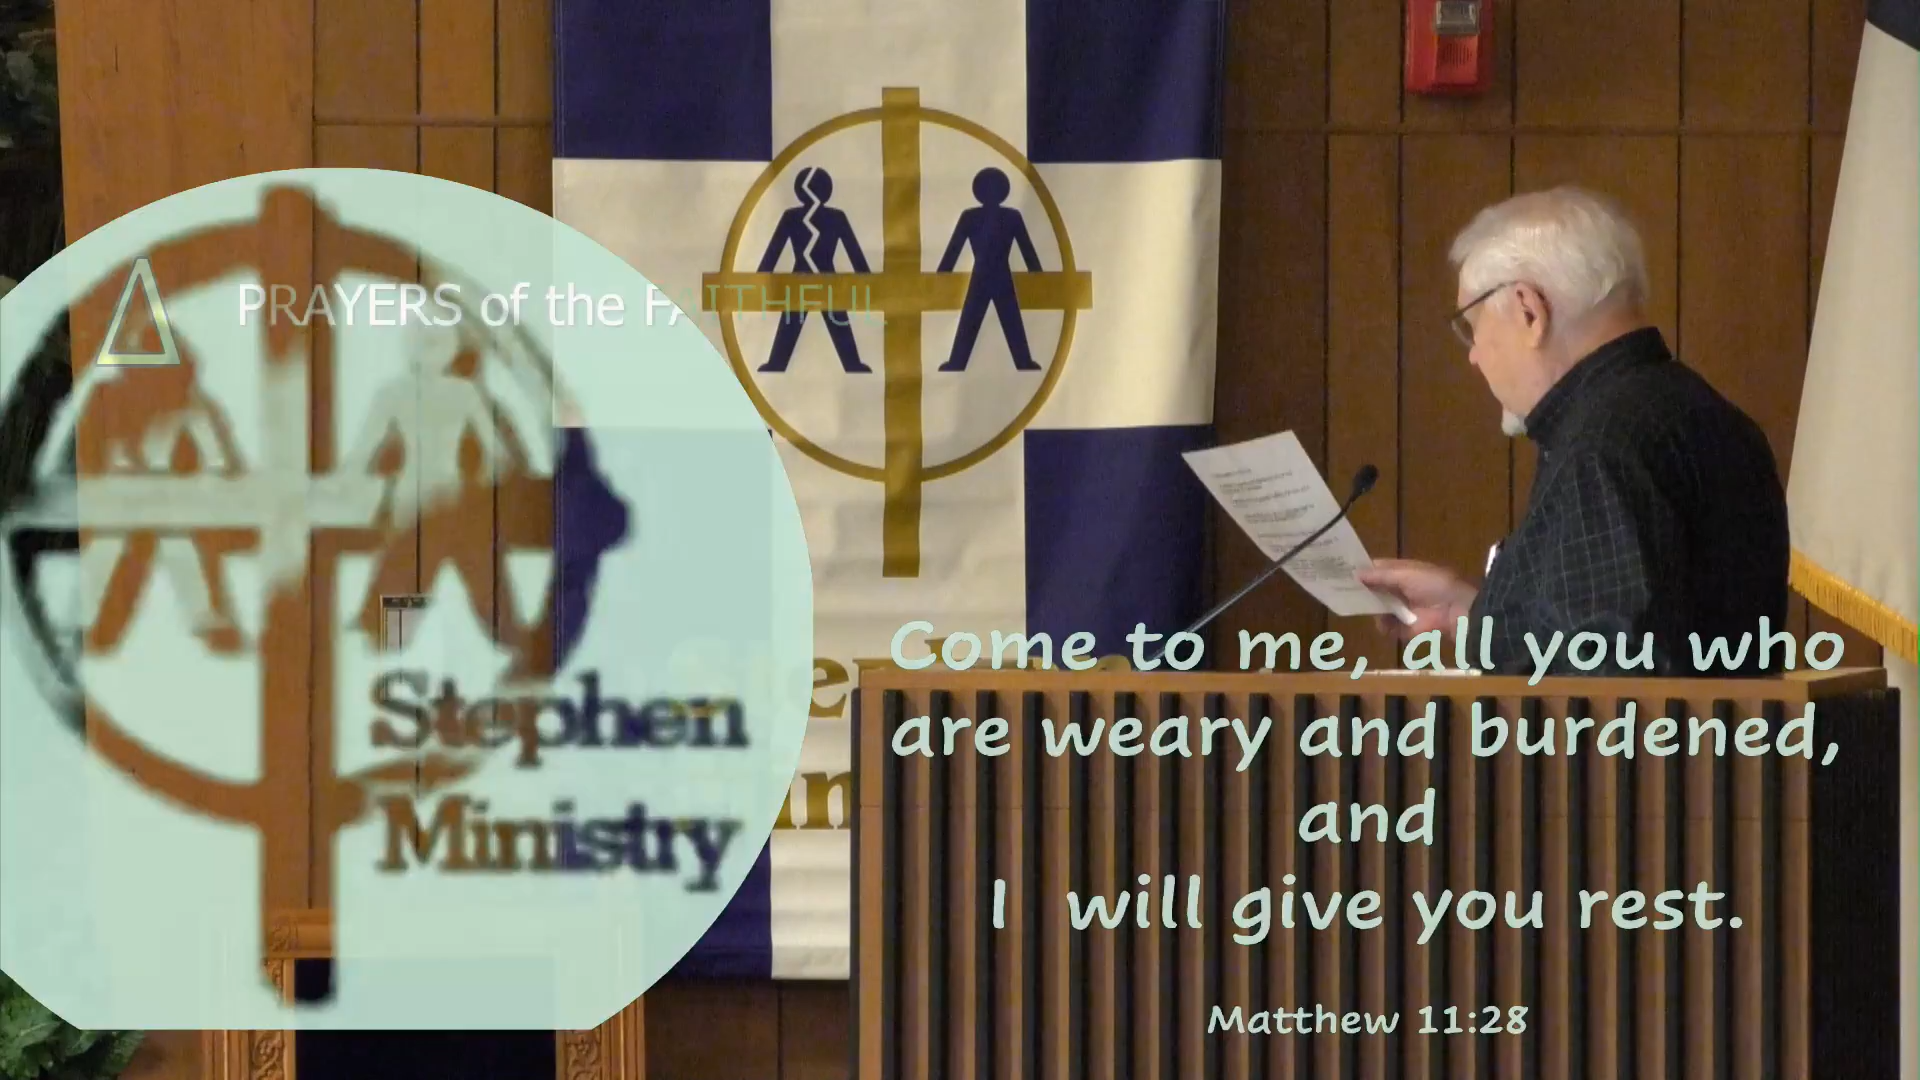 PRAYERS of the FAITHFUL
Stephen
Ministry
Come to me, all you who
are weary and burdened,
and
I will give you rest.
Matthew 11:28